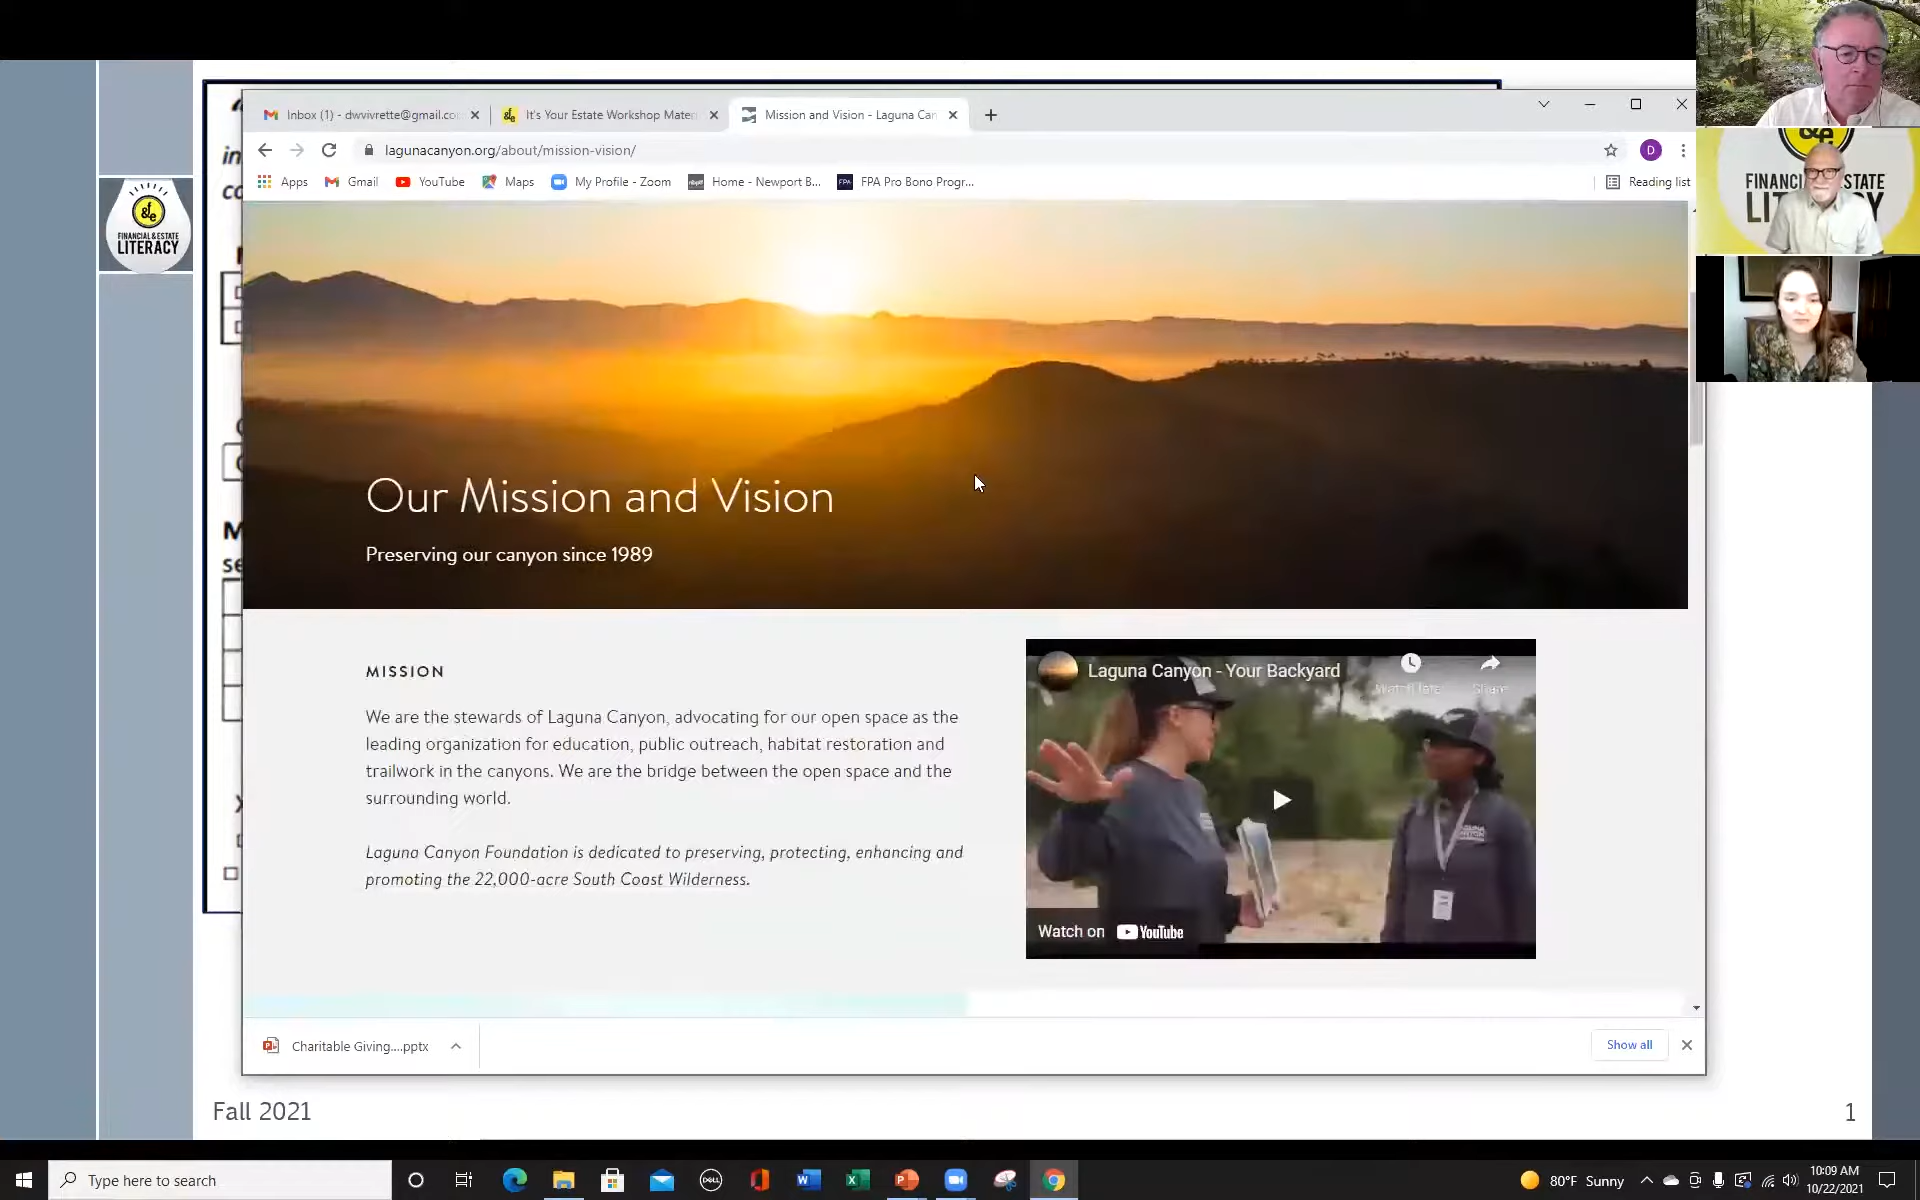 Inbox (1) - dwvivrette@gmail.co
It's Your Estate Workshop Mater
Mission and Vision - Laguna Can
lagunacanyon.org/about/mission-vision/
D
Apps
Gmail
YouTube
Maps
My Profile - Zoom
Home - Newport B...
FPA Pro Bono Progr...
Reading list
FINANCIAL & ESTATE
LITERACY
Our Mission and Vision
Preserving our canyon since 1989
MISSION
We are the stewards of Laguna Canyon, advocating for our open space as the
leading organization for education, public outreach, habitat restoration and
trailwork in the canyons. We are the bridge between the open space and the
surrounding world.
Laguna Canyon Foundation is dedicated to preserving, protecting, enhancing and
promoting the 22,000-acre South Coast Wilderness.
Laguna Canyon - Your Backyard
Watch later
Share
Watch on YouTube
Charitable Giving....pptx
Show all
Fall 2021
1
Type here to search
80°F Sunny
10:09 AM
10/22/2021